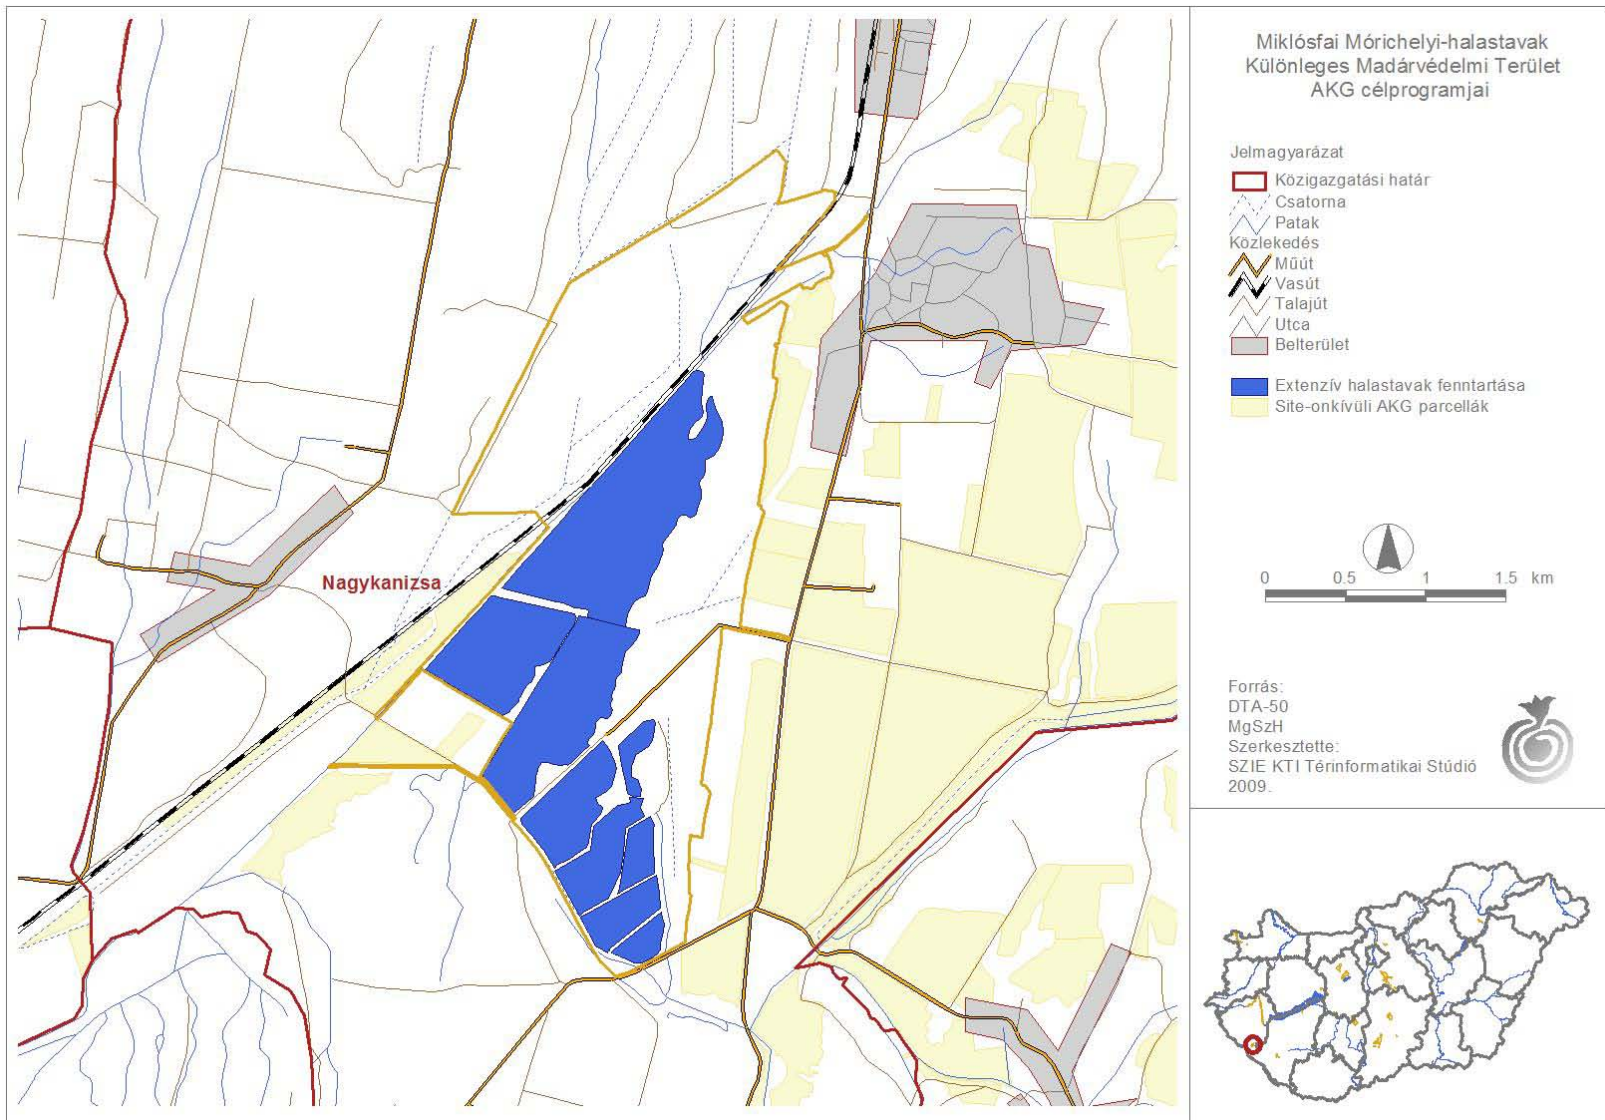 Miklósfai Mórichelyi-halastavak
Különleges Madárvédelmi Terület
AKG célprogramjai
Jelmagyarázat
Közigazgatási határ
Csatorna
Patak
Közlekedés
Műút
Vasút
Talajút
Utca
Belterület
Extenzív halastavak fenntartása
Site-onkívüli AKG parcellák
Nagykanizsa
0 0.5 1 1.5 km
Forrás:
DTA-50
MgSzH
Szerkesztette:
SZIE KTI Térinformatikai Stúdió
2009.